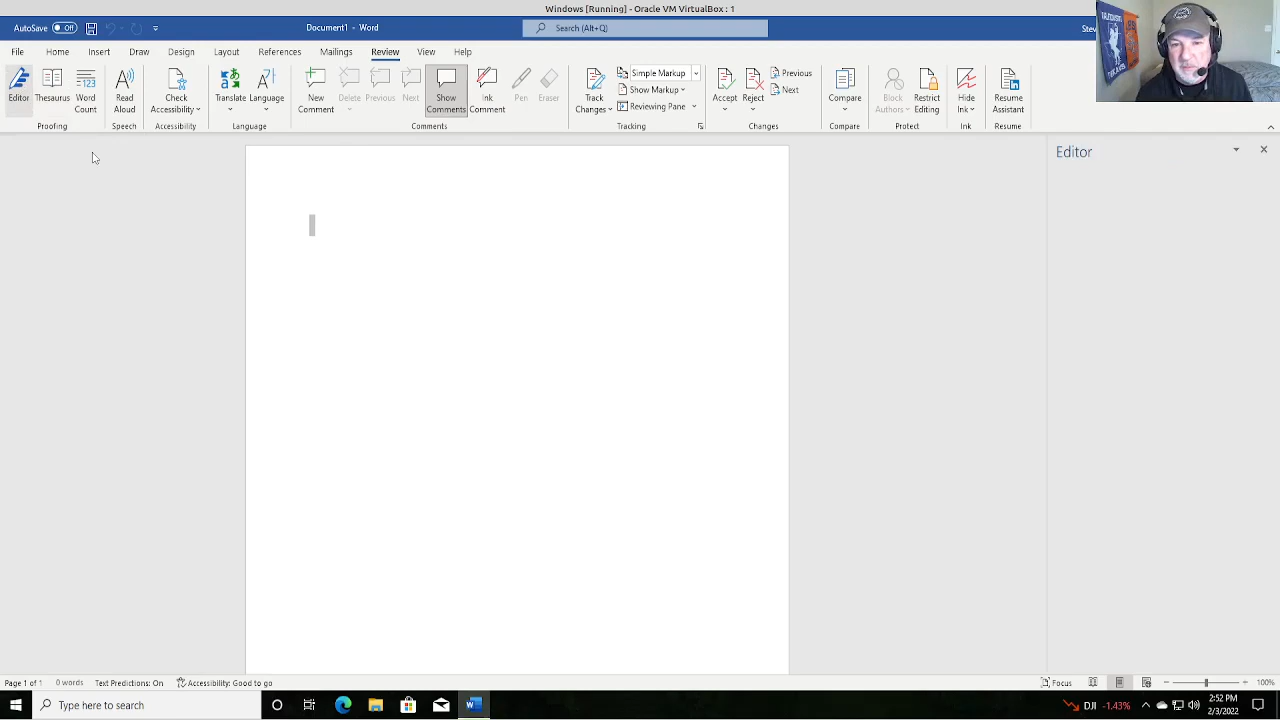 Windows [Running] - Oracle VM VirtualBox : 1
AutoSave Off
Document1 - Word
Search (Alt+Q)
Stev
File Home Insert Draw Design Layout References Mailings Review View Help
Editor
Thesaurus
Word Count
Proofing
Read Aloud
Speech
Check Accessibility
Accessibility
Translate
Language
Language
New Comment
Delete
Previous
Next
Show Comments
Ink Comment
Pen
Eraser
Comments
Track Changes
Simple Markup
Show Markup
Reviewing Pane
Tracking
Accept
Reject
Previous
Next
Changes
Compare
Compare
Block Authors
Restrict Editing
Protect
Hide Ink
Ink
Resume Assistant
Resume
Editor
Page 1 of 1 0 words Text Predictions: On Accessibility: Good to go
Focus
100%
Type here to search
DJI -1.43%
2:52 PM
2/3/2022